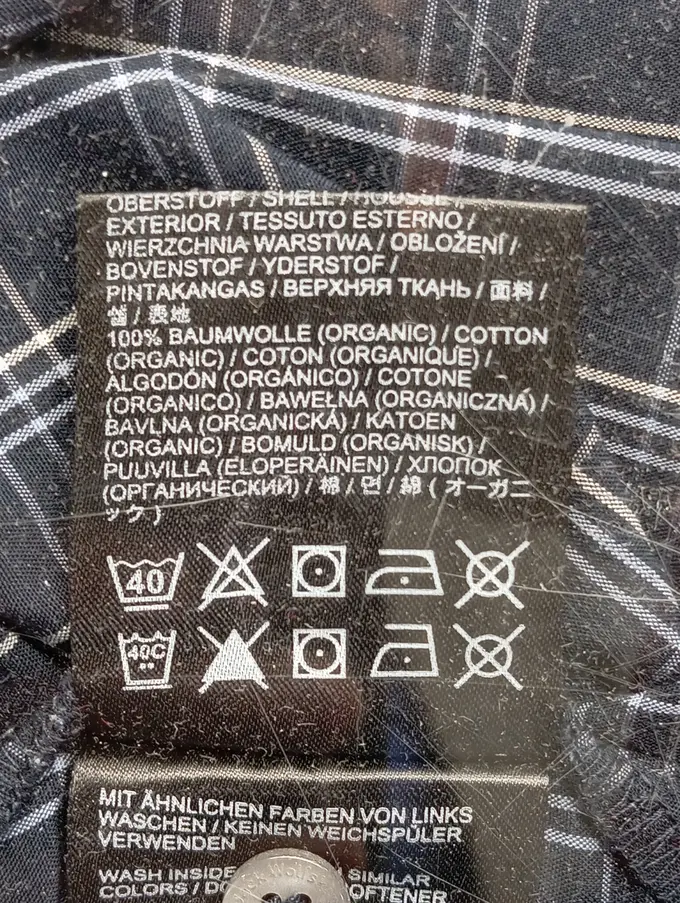 OBERSTOFF / SHELL / HOUSSE /
EXTERIOR / TESSUTO ESTERNO /
WIERZCHNIA WARSTWA / OBLOŽENÍ /
BOVENSTOF / YDERSTOF /
PINTAKANGAS / ВЕРХНЯЯ ТКАНЬ / 面料 /
/ 表地
100% BAUMWOLLE (ORGANIC) / COTTON
(ORGANIC) / COTON (ORGANIQUE) /
ALGODÓN (ORGÁNICO) / COTONE
(ORGANICO) / BAWEŁNA (ORGANICZNA) /
BAVLNA (ORGANICKÁ) / KATOEN
(ORGANIC) / BOMULD (ORGANISK) /
PUUVILLA (ELOPERÄINEN) / ХЛОПОК
(ОРГАНИЧЕСКИЙ) / 棉 / 면 / 綿 ( オーガニ
ック )
40
40C
MIT ÄHNLICHEN FARBEN VON LINKS
WASCHEN / KEINEN WEICHSPÜLER
VERWENDEN
WASH INSIDE SIMILAR
COLORS / OFTENER